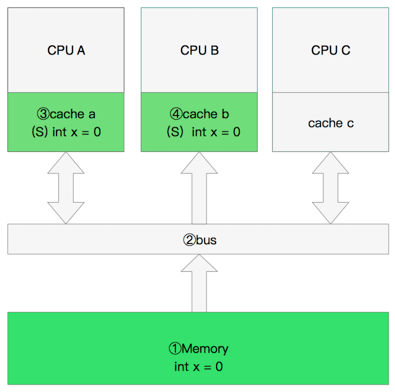 CPU A
CPU B
CPU C
③cache a
(S) int x = 0
④cache b
(S) int x = 0
cache c
②bus
①Memory
int x = 0